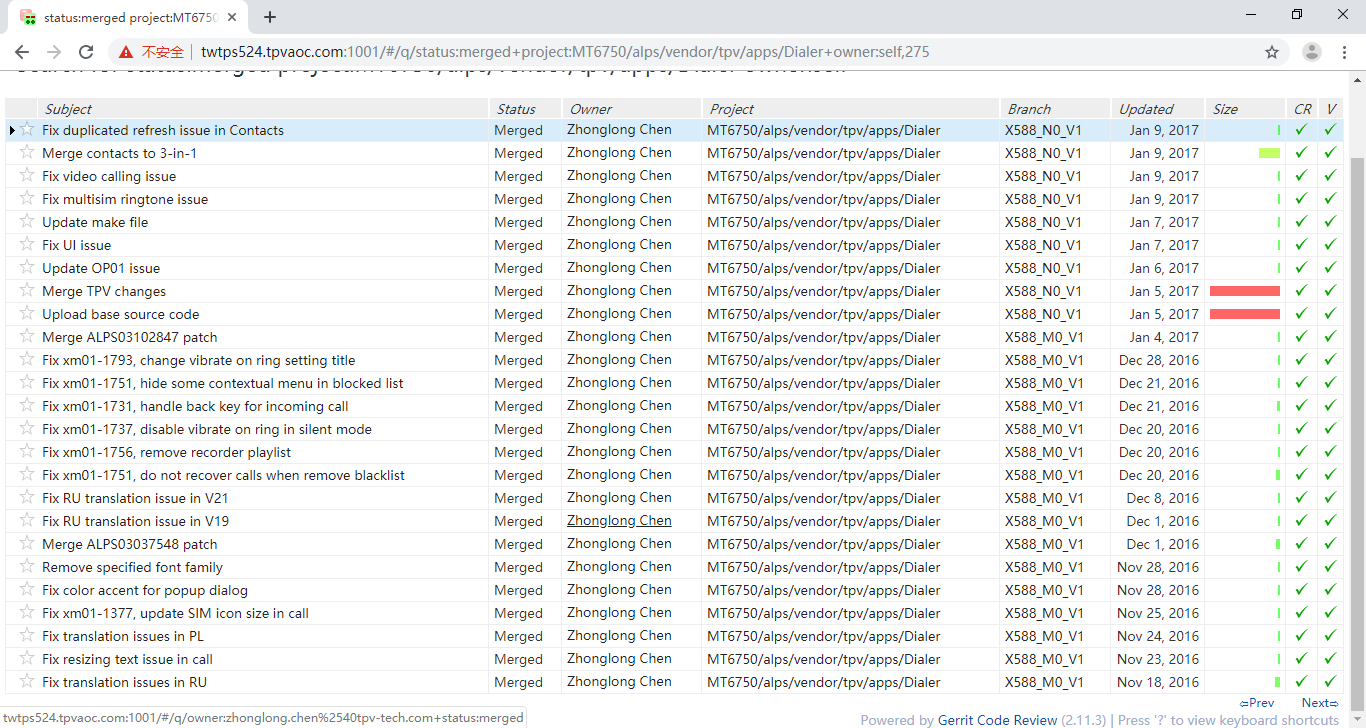 status:merged project:MT6750
不安全 twtps524.tpvaoc.com:1001/#/q/status:merged+project:MT6750/alps/vendor/tpv/apps/Dialer+owner:self,275
Subject Status Owner Project Branch Updated Size CR V
Fix duplicated refresh issue in Contacts Merged Zhonglong Chen MT6750/alps/vendor/tpv/apps/Dialer X588_N0_V1 Jan 9, 2017
Merge contacts to 3-in-1 Merged Zhonglong Chen MT6750/alps/vendor/tpv/apps/Dialer X588_N0_V1 Jan 9, 2017
Fix video calling issue Merged Zhonglong Chen MT6750/alps/vendor/tpv/apps/Dialer X588_N0_V1 Jan 9, 2017
Fix multisim ringtone issue Merged Zhonglong Chen MT6750/alps/vendor/tpv/apps/Dialer X588_N0_V1 Jan 9, 2017
Update make file Merged Zhonglong Chen MT6750/alps/vendor/tpv/apps/Dialer X588_N0_V1 Jan 7, 2017
Fix UI issue Merged Zhonglong Chen MT6750/alps/vendor/tpv/apps/Dialer X588_N0_V1 Jan 7, 2017
Update OP01 issue Merged Zhonglong Chen MT6750/alps/vendor/tpv/apps/Dialer X588_N0_V1 Jan 6, 2017
Merge TPV changes Merged Zhonglong Chen MT6750/alps/vendor/tpv/apps/Dialer X588_N0_V1 Jan 5, 2017
Upload base source code Merged Zhonglong Chen MT6750/alps/vendor/tpv/apps/Dialer X588_N0_V1 Jan 5, 2017
Merge ALPS03102847 patch Merged Zhonglong Chen MT6750/alps/vendor/tpv/apps/Dialer X588_M0_V1 Jan 4, 2017
Fix xm01-1793, change vibrate on ring setting title Merged Zhonglong Chen MT6750/alps/vendor/tpv/apps/Dialer X588_M0_V1 Dec 28, 2016
Fix xm01-1751, hide some contextual menu in blocked list Merged Zhonglong Chen MT6750/alps/vendor/tpv/apps/Dialer X588_M0_V1 Dec 21, 2016
Fix xm01-1731, handle back key for incoming call Merged Zhonglong Chen MT6750/alps/vendor/tpv/apps/Dialer X588_M0_V1 Dec 21, 2016
Fix xm01-1737, disable vibrate on ring in silent mode Merged Zhonglong Chen MT6750/alps/vendor/tpv/apps/Dialer X588_M0_V1 Dec 20, 2016
Fix xm01-1756, remove recorder playlist Merged Zhonglong Chen MT6750/alps/vendor/tpv/apps/Dialer X588_M0_V1 Dec 20, 2016
Fix xm01-1751, do not recover calls when remove blacklist Merged Zhonglong Chen MT6750/alps/vendor/tpv/apps/Dialer X588_M0_V1 Dec 20, 2016
Fix RU translation issue in V21 Merged Zhonglong Chen MT6750/alps/vendor/tpv/apps/Dialer X588_M0_V1 Dec 8, 2016
Fix RU translation issue in V19 Merged Zhonglong Chen MT6750/alps/vendor/tpv/apps/Dialer X588_M0_V1 Dec 1, 2016
Merge ALPS03037548 patch Merged Zhonglong Chen MT6750/alps/vendor/tpv/apps/Dialer X588_M0_V1 Dec 1, 2016
Remove specified font family Merged Zhonglong Chen MT6750/alps/vendor/tpv/apps/Dialer X588_M0_V1 Nov 28, 2016
Fix color accent for popup dialog Merged Zhonglong Chen MT6750/alps/vendor/tpv/apps/Dialer X588_M0_V1 Nov 28, 2016
Fix xm01-1377, update SIM icon size in call Merged Zhonglong Chen MT6750/alps/vendor/tpv/apps/Dialer X588_M0_V1 Nov 25, 2016
Fix translation issues in PL Merged Zhonglong Chen MT6750/alps/vendor/tpv/apps/Dialer X588_M0_V1 Nov 24, 2016
Fix resizing text issue in call Merged Zhonglong Chen MT6750/alps/vendor/tpv/apps/Dialer X588_M0_V1 Nov 23, 2016
Fix translation issues in RU Merged Zhonglong Chen MT6750/alps/vendor/tpv/apps/Dialer X588_M0_V1 Nov 18, 2016
⇦Prev Next⇨
twtps524.tpvaoc.com:1001/#/q/owner:zhonglong.chen%2540tpv-tech.com+status:merged
Powered by Gerrit Code Review (2.11.3) | Press '?' to view keyboard shortcuts